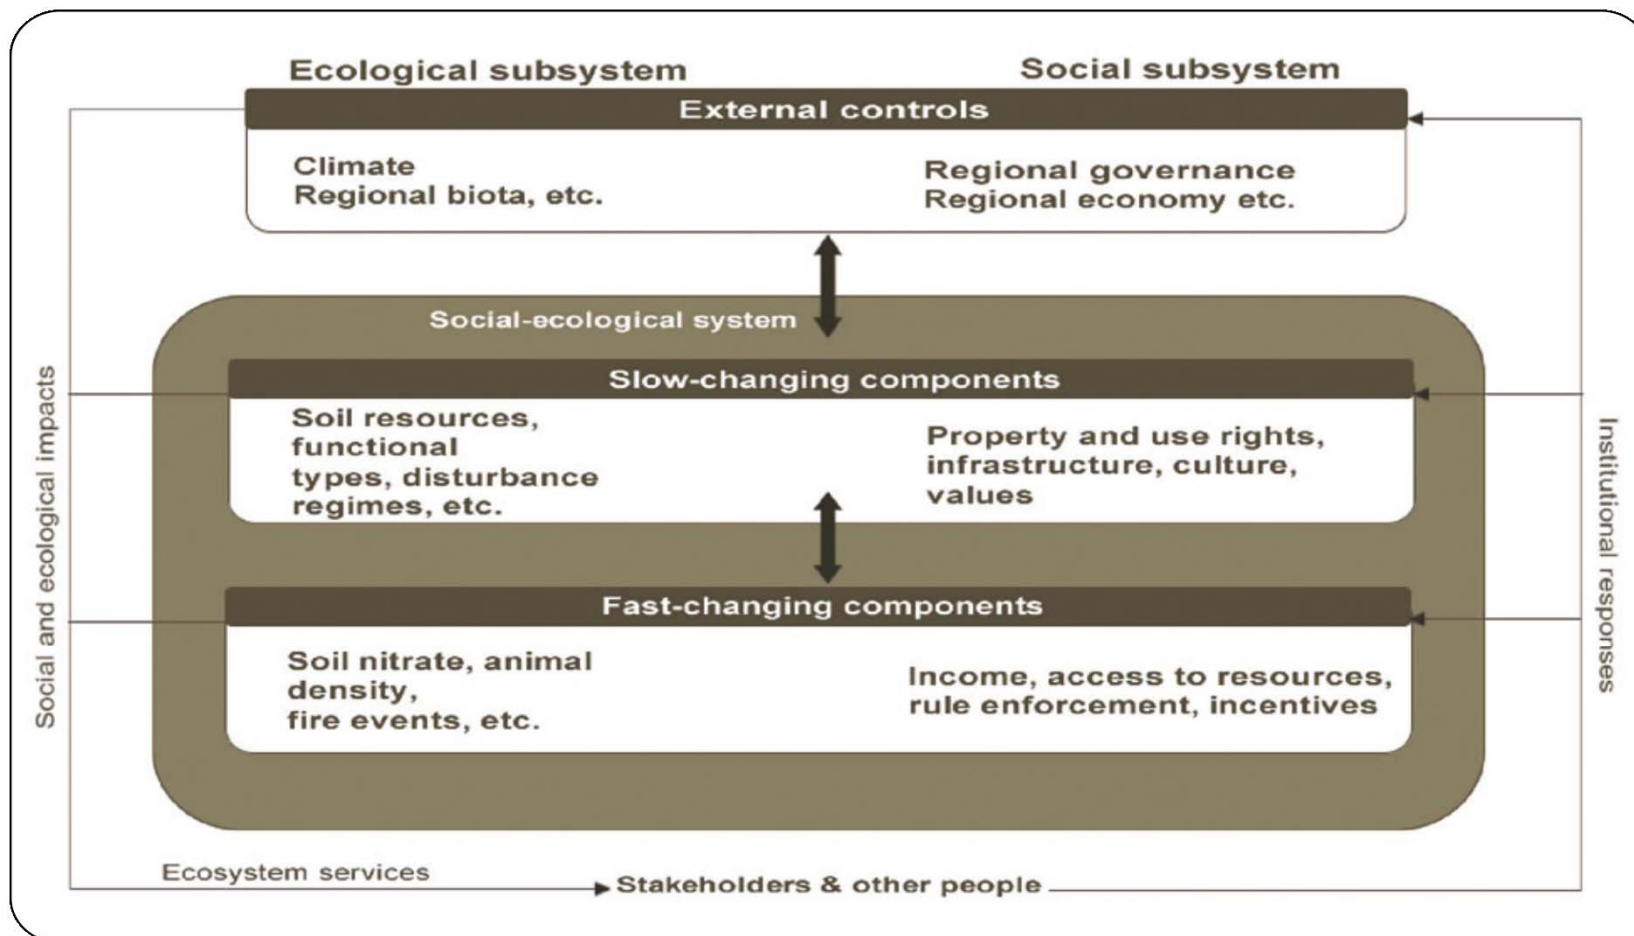 Ecological subsystem
Social subsystem
External controls
Climate
Regional biota, etc.
Regional governance
Regional economy etc.
Social-ecological system
Slow-changing components
Soil resources,
functional
types, disturbance
regimes, etc.
Property and use rights,
infrastructure, culture,
values
Fast-changing components
Soil nitrate, animal
density,
fire events, etc.
Income, access to resources,
rule enforcement, incentives
Social and ecological impacts
Institutional responses
Ecosystem services
Stakeholders & other people